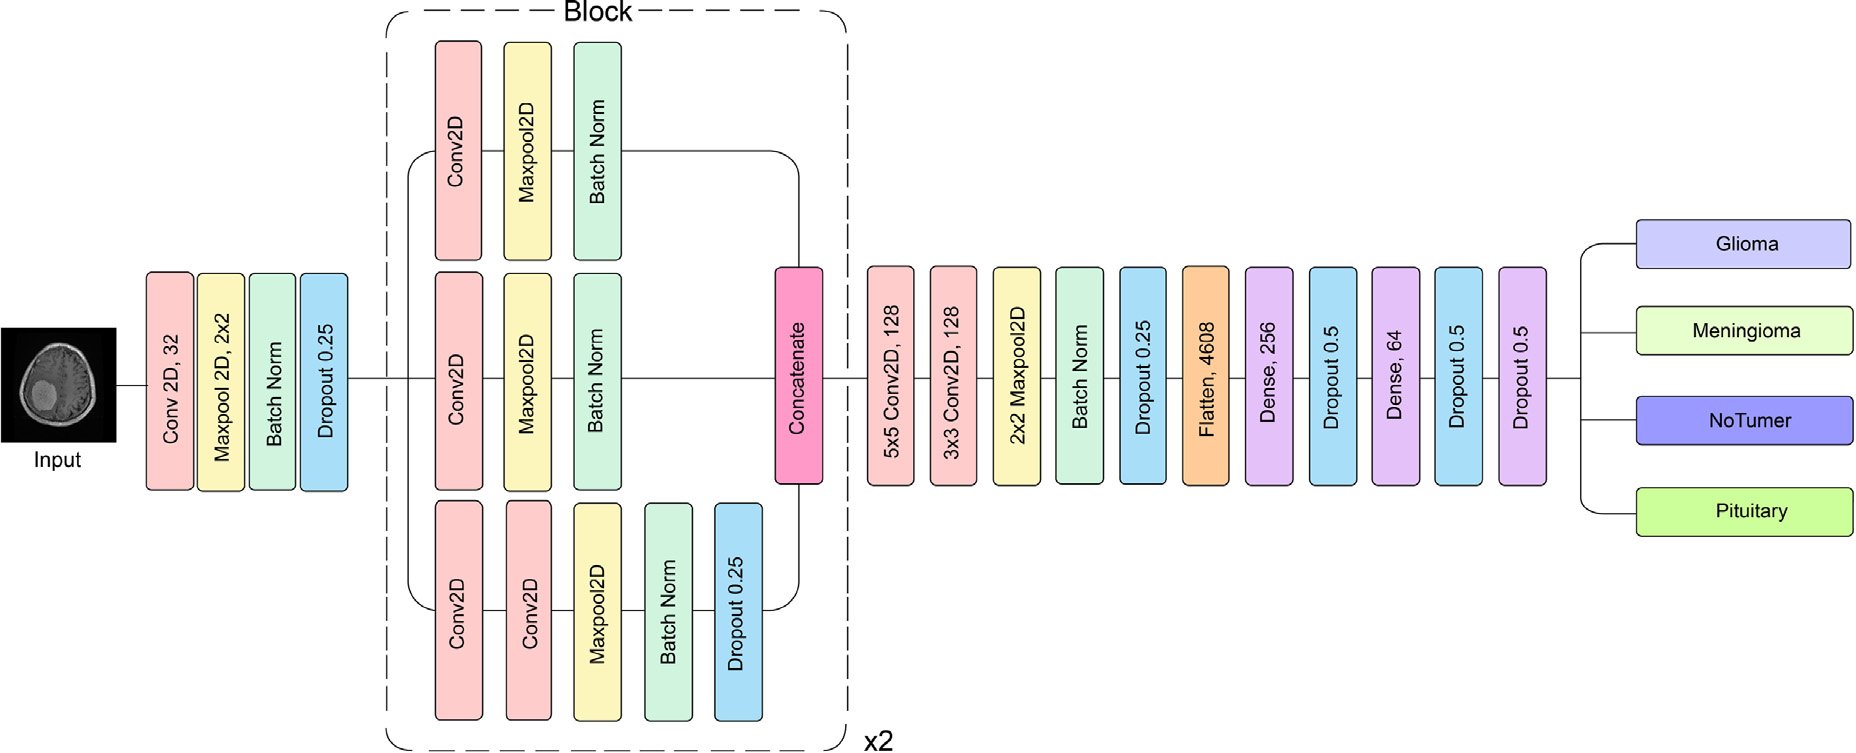 Block
Input
Conv 2D, 32
Maxpool 2D, 2x2
Batch Norm
Dropout 0.25
Conv2D
Maxpool2D
Batch Norm
Conv2D
Maxpool2D
Batch Norm
Conv2D
Conv2D
Maxpool2D
Batch Norm
Dropout 0.25
Concatenate
x2
5x5 Conv2D, 128
3x3 Conv2D, 128
2x2 Maxpool2D
Batch Norm
Dropout 0.25
Flatten, 4608
Dense, 256
Dropout 0.5
Dense, 64
Dropout 0.5
Dropout 0.5
Glioma
Meningioma
NoTumer
Pituitary